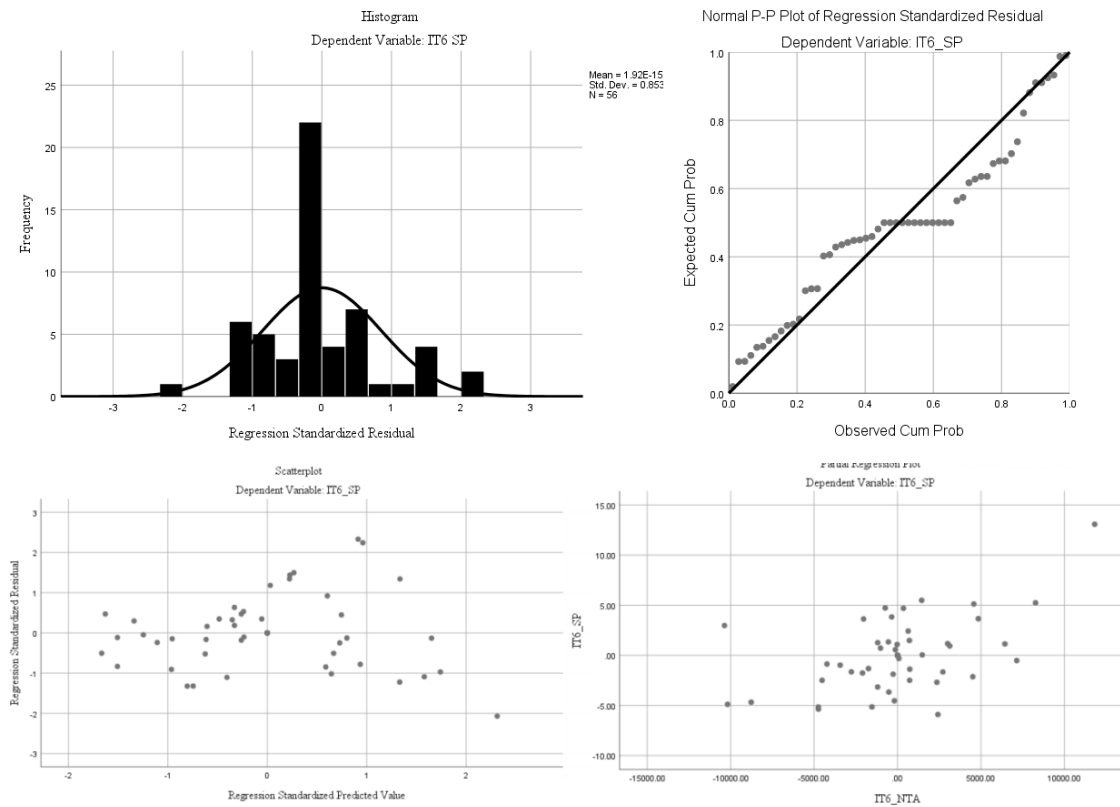 Histogram
Dependent Variable: IT6 SP
Mean = 1.92E-15
Std. Dev. = 0.853
N = 56
Frequency
25
20
15
10
5
0
-3
-2
-1
0
1
2
3
Regression Standardized Residual
Normal P-P Plot of Regression Standardized Residual
Dependent Variable: IT6_SP
Expected Cum Prob
1.0
0.8
0.6
0.4
0.2
0.0
0.0
0.2
0.4
0.6
0.8
1.0
Observed Cum Prob
Scatterplot
Dependent Variable: IT6_SP
Regression Standardized Residual
3
2
1
0
-1
-2
-3
-2
-1
0
1
2
Regression Standardized Predicted Value
Partial Regression Plot
Dependent Variable: IT6_SP
IT6_SP
15.00
10.00
5.00
.00
-5.00
-10.00
-15000.00
-10000.00
-5000.00
.00
5000.00
10000.00
IT6_NTA